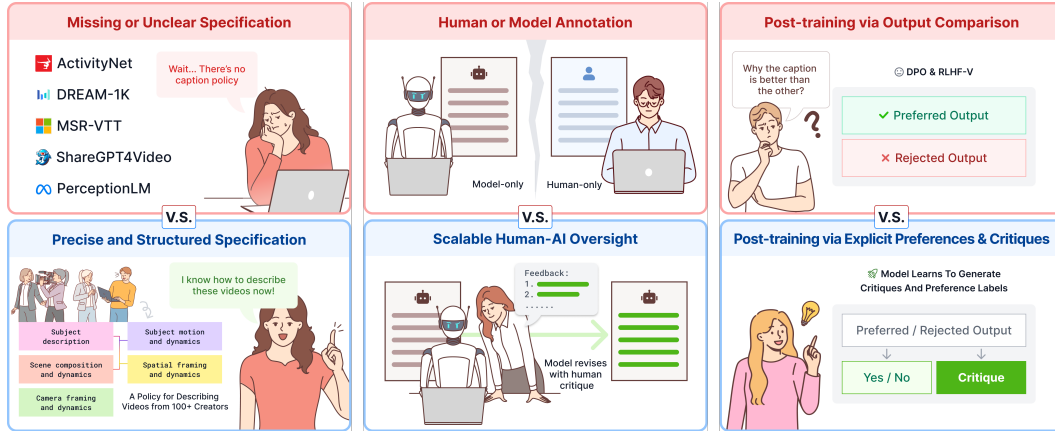 Missing or Unclear Specification
ActivityNet
DREAM-1K
MSR-VTT
ShareGPT4Video
PerceptionLM
Wait... There's no
caption policy
Human or Model Annotation
Model-only
Human-only
Post-training via Output Comparison
Why the caption
is better than
the other?
DPO & RLHF-V
Preferred Output
Rejected Output
V.S.
V.S.
V.S.
Precise and Structured Specification
I know how to describe
these videos now!
Subject
description
Subject motion
and dynamics
Scene composition
and dynamics
Spatial framing
and dynamics
Camera framing
and dynamics
A Policy for Describing
Videos from 100+ Creators
Scalable Human-AI Oversight
Feedback:
1.
2.
......
Model revises
with human
critique
Post-training via Explicit Preferences & Critiques
Model Learns To Generate
Critiques And Preference Labels
Preferred / Rejected Output
Yes / No
Critique